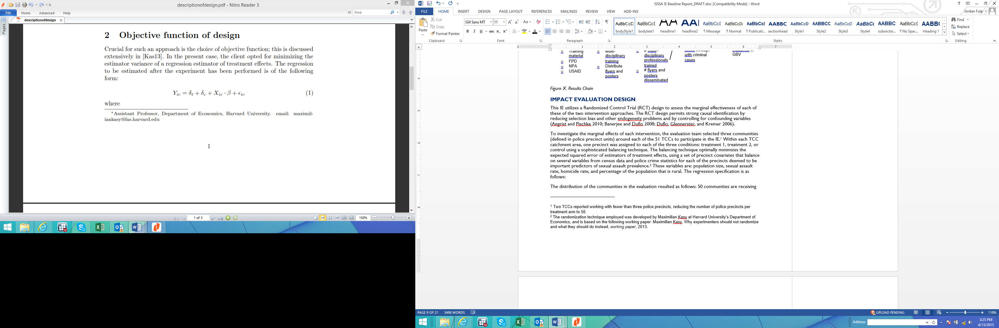 descriptionofdesign.pdf - Nitro Reader 3
File Home Advanced Help
Find
descriptionofdesign
Pages
2 Objective function of design
Crucial for such an approach is the choice of objective function; this is discussed
extensively in [Kas13]. In the present case, the client opted for minimizing the
estimator variance of a regression estimator of treatment effects. The regression
to be estimated after the experiment has been performed is of the following
form:
Y_{ic} = δ_t + δ_c + X_{ic} · β + ϵ_{ic} (1)
where
*Assistant Professor, Department of Economics, Harvard University. email: maximil-
iankasy@fas.harvard.edu
1
1 of 3
150%
ISSSA IE Baseline Report_DRAFT.doc [Compatibility Mode] - Word
FILE HOME INSERT DESIGN PAGE LAYOUT REFERENCES MAILINGS REVIEW VIEW ADD-INS
Jordan Fulp
Paste
Cut
Copy
Format Painter
Clipboard
Gill Sans MT 11
Font
Paragraph
AaBbCcD AaBbCcI AA AA AaBbCcI AaBbCcDc AaBbCcI AABBC AaBbCcD AABBCC AaBbCcD AaBbCc AABBC AaBbCcI AABB
bodyStyle1 bodytext1 headline1 headline2 ¶ Message ¶ Normal ¶ Publicati... sectionhead Style1 Style2 Style3 Style4 subsectio... ¶ No Spac... Heading 1
Styles
Find
Replace
Select
Editing
Training
material
FPD
NPA
USAID
Multi-
disciplinary
training
Distribute
flyers and
posters
disciplinary
professionals
trained
# flyers and
posters
disseminated
with criminal
cases
GBV
Figure X. Results Chain
IMPACT EVALUATION DESIGN
This IE utilizes a Randomized Control Trial (RCT) design to assess the marginal effectiveness of each of
these of the two intervention approaches. The RCT design permits strong causal identification by
reducing selection bias and other endogeneity problems and by controlling for confounding variables
(Angrist and Pischke 2010; Banerjee and Duflo 2008; Duflo, Glennerster, and Kremer 2006).
To investigate the marginal effects of each intervention, the evaluation team selected three communities
(defined in police precinct units) around each of the 51 TCCs to participate in the IE.1 Within each TCC
catchment area, one precinct was assigned to each of the three conditions: treatment 1, treatment 2, or
control using a sophisticated balancing technique. The balancing technique optimally minimizes the
expected squared error of estimators of treatment effects, using a set of precinct covariates that balance
on several variables from census data and police crime statistics for each of the precincts deemed to be
important predictors of sexual assault prevalence.2 These variables are: population size, sexual assault
rate, homicide rate, and percentage of the population that is rural. The regression specification is as
follows:
The distribution of the communities in the evaluation resulted as follows: 50 communities are receiving
1 Two TCCs reported working with fewer than three police precincts, reducing the number of police precincts per
treatment arm to 50.
2 The randomization technique employed was developed by Maximilian Kasy at Harvard University's Department of
Economics, and is based on the following working paper: Maximilian Kasy. Why experimenters should not randomize
and what they should do instead, working paper, 2013.
PAGE 9 OF 21 3498 WORDS
UPLOAD PENDING
110%
Address
3:25 PM
4/13/2015